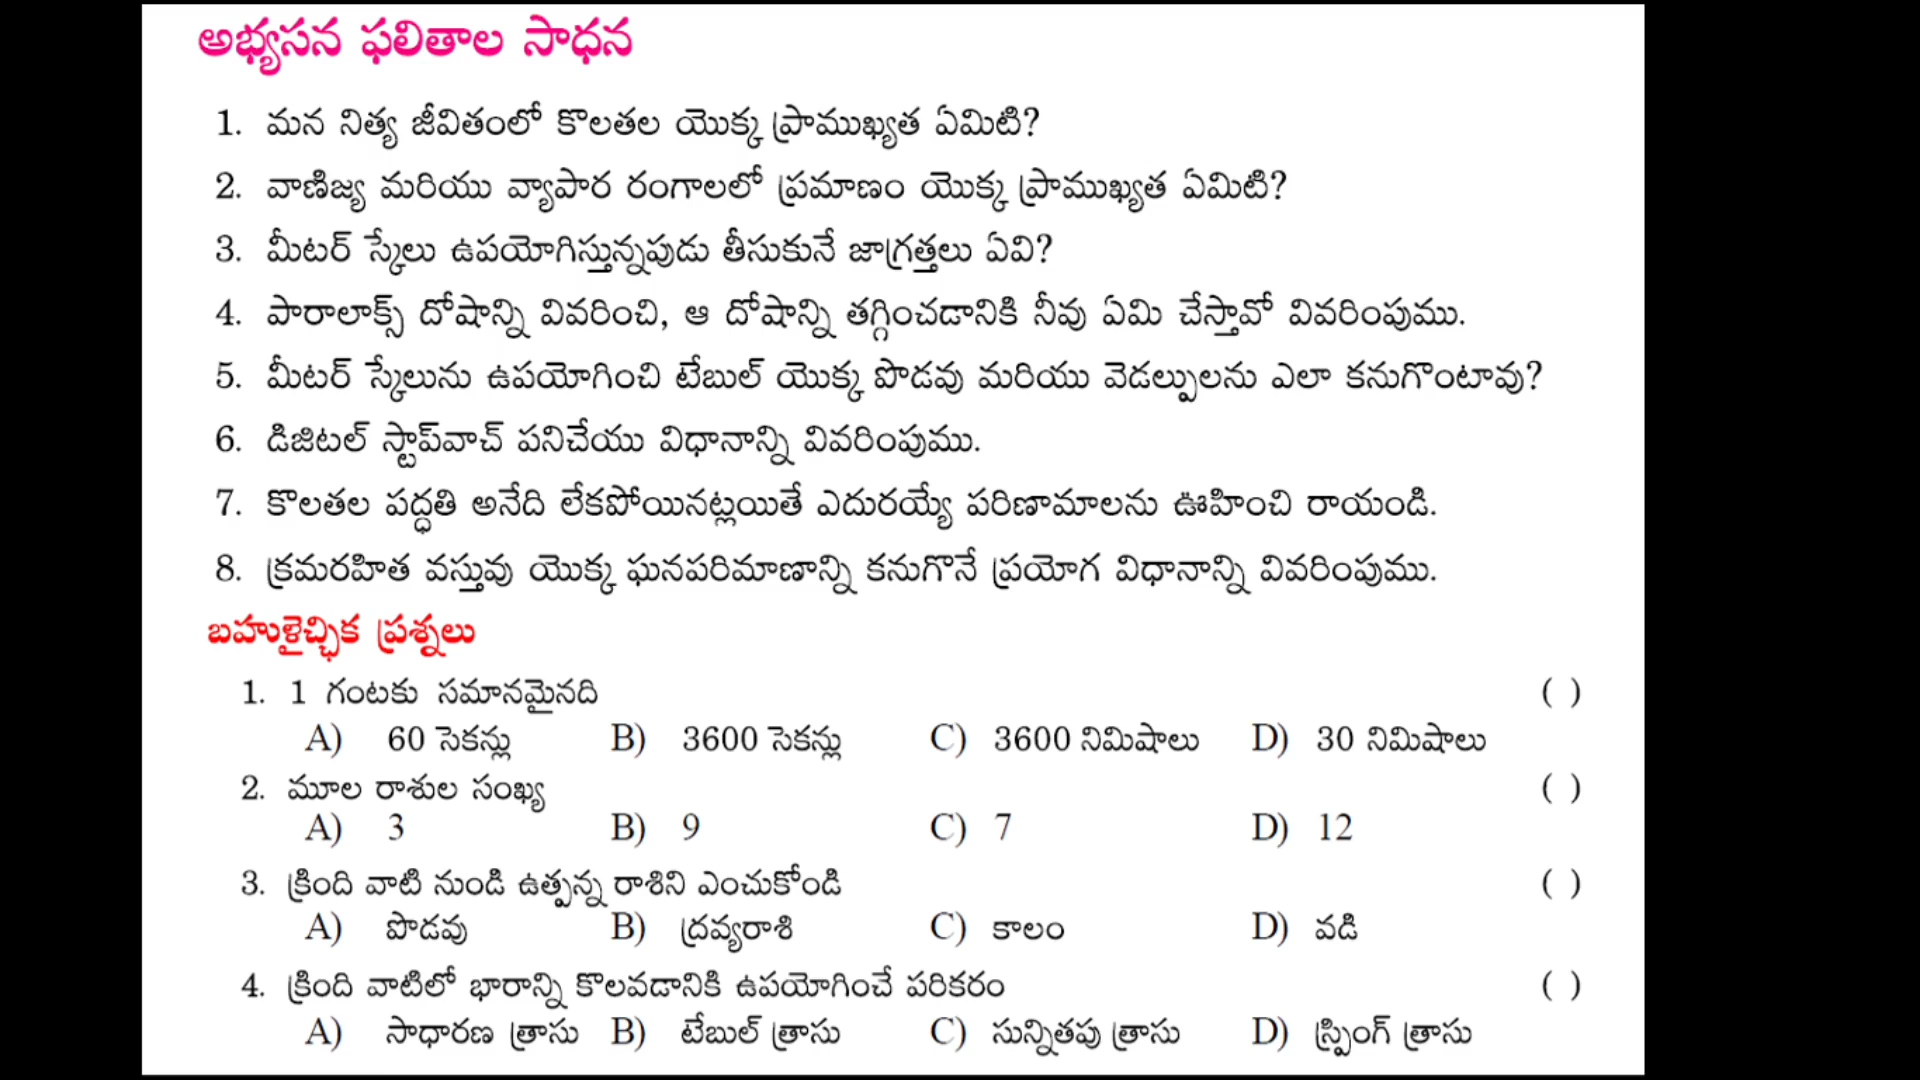 అభ్యసన ఫలితాల సాధన
1. మన నిత్య జీవితంలో కొలతల యొక్క ప్రాముఖ్యత ఏమిటి?
2. వాణిజ్య మరియు వ్యాపార రంగాలలో ప్రమాణం యొక్క ప్రాముఖ్యత ఏమిటి?
3. మీటర్ స్కేలు ఉపయోగిస్తున్నపుడు తీసుకునే జాగ్రత్తలు ఏవి?
4. పారాలాక్స్ దోషాన్ని వివరించి, ఆ దోషాన్ని తగ్గించడానికి నీవు ఏమి చేస్తావో వివరింపుము.
5. మీటర్ స్కేలును ఉపయోగించి టేబుల్ యొక్క పొడవు మరియు వెడల్పులను ఎలా కనుగొంటావు?
6. డిజిటల్ స్టాప్‌వాచ్ పనిచేయు విధానాన్ని వివరింపుము.
7. కొలతల పద్ధతి అనేది లేకపోయినట్లయితే ఎదురయ్యే పరిణామాలను ఊహించి రాయండి.
8. క్రమరహిత వస్తువు యొక్క ఘనపరిమాణాన్ని కనుగొనే ప్రయోగ విధానాన్ని వివరింపుము.
బహుళైచ్ఛిక ప్రశ్నలు
1. 1 గంటకు సమానమైనది ( )
A) 60 సెకన్లు B) 3600 సెకన్లు C) 3600 నిమిషాలు D) 30 నిమిషాలు
2. మూల రాశుల సంఖ్య ( )
A) 3 B) 9 C) 7 D) 12
3. క్రింది వాటి నుండి ఉత్పన్న రాశిని ఎంచుకోండి ( )
A) పొడవు B) ద్రవ్యరాశి C) కాలం D) వడి
4. క్రింది వాటిలో భారాన్ని కొలవడానికి ఉపయోగించే పరికరం ( )
A) సాధారణ త్రాసు B) టేబుల్ త్రాసు C) సున్నితపు త్రాసు D) స్ప్రింగ్ త్రాసు